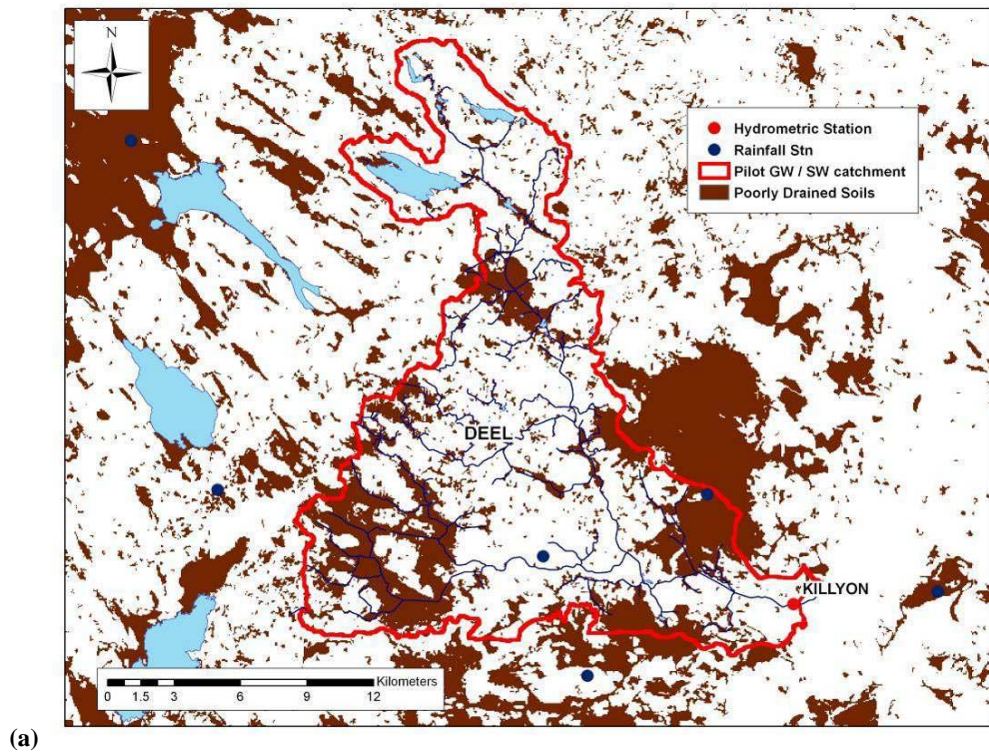 N
Hydrometric Station
Rainfall Stn
Pilot GW / SW catchment
Poorly Drained Soils
DEEL
KILLYON
Kilometers
0 1.5 3 6 9 12
(a)